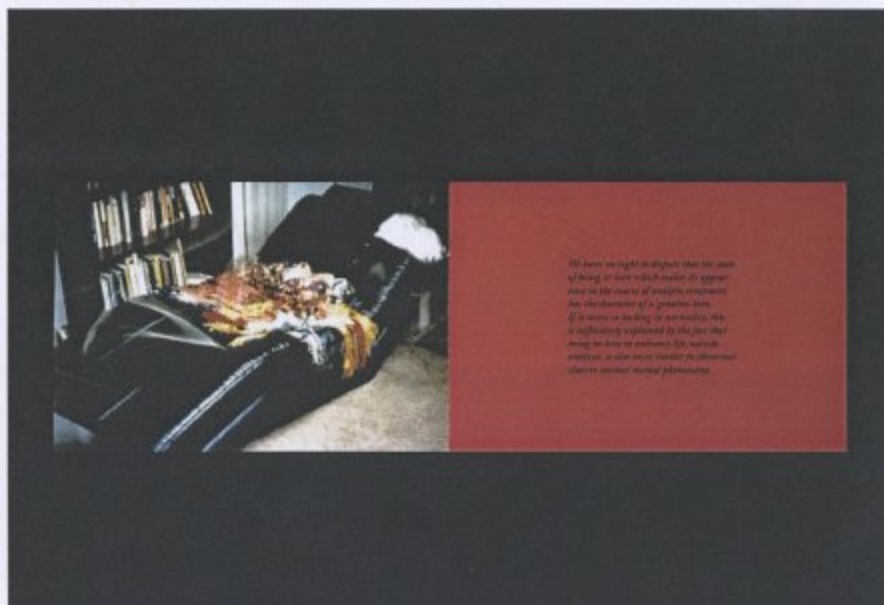 We have no right to dispute that the state
of being in love which makes its appear-
ance in the course of analytic treatment
has the character of a 'genuine' love.
If it seems so lacking in normality, this
is sufficiently explained by the fact that
being in love in ordinary life, outside
analysis, is also more similar to abnormal
than to normal mental phenomena.